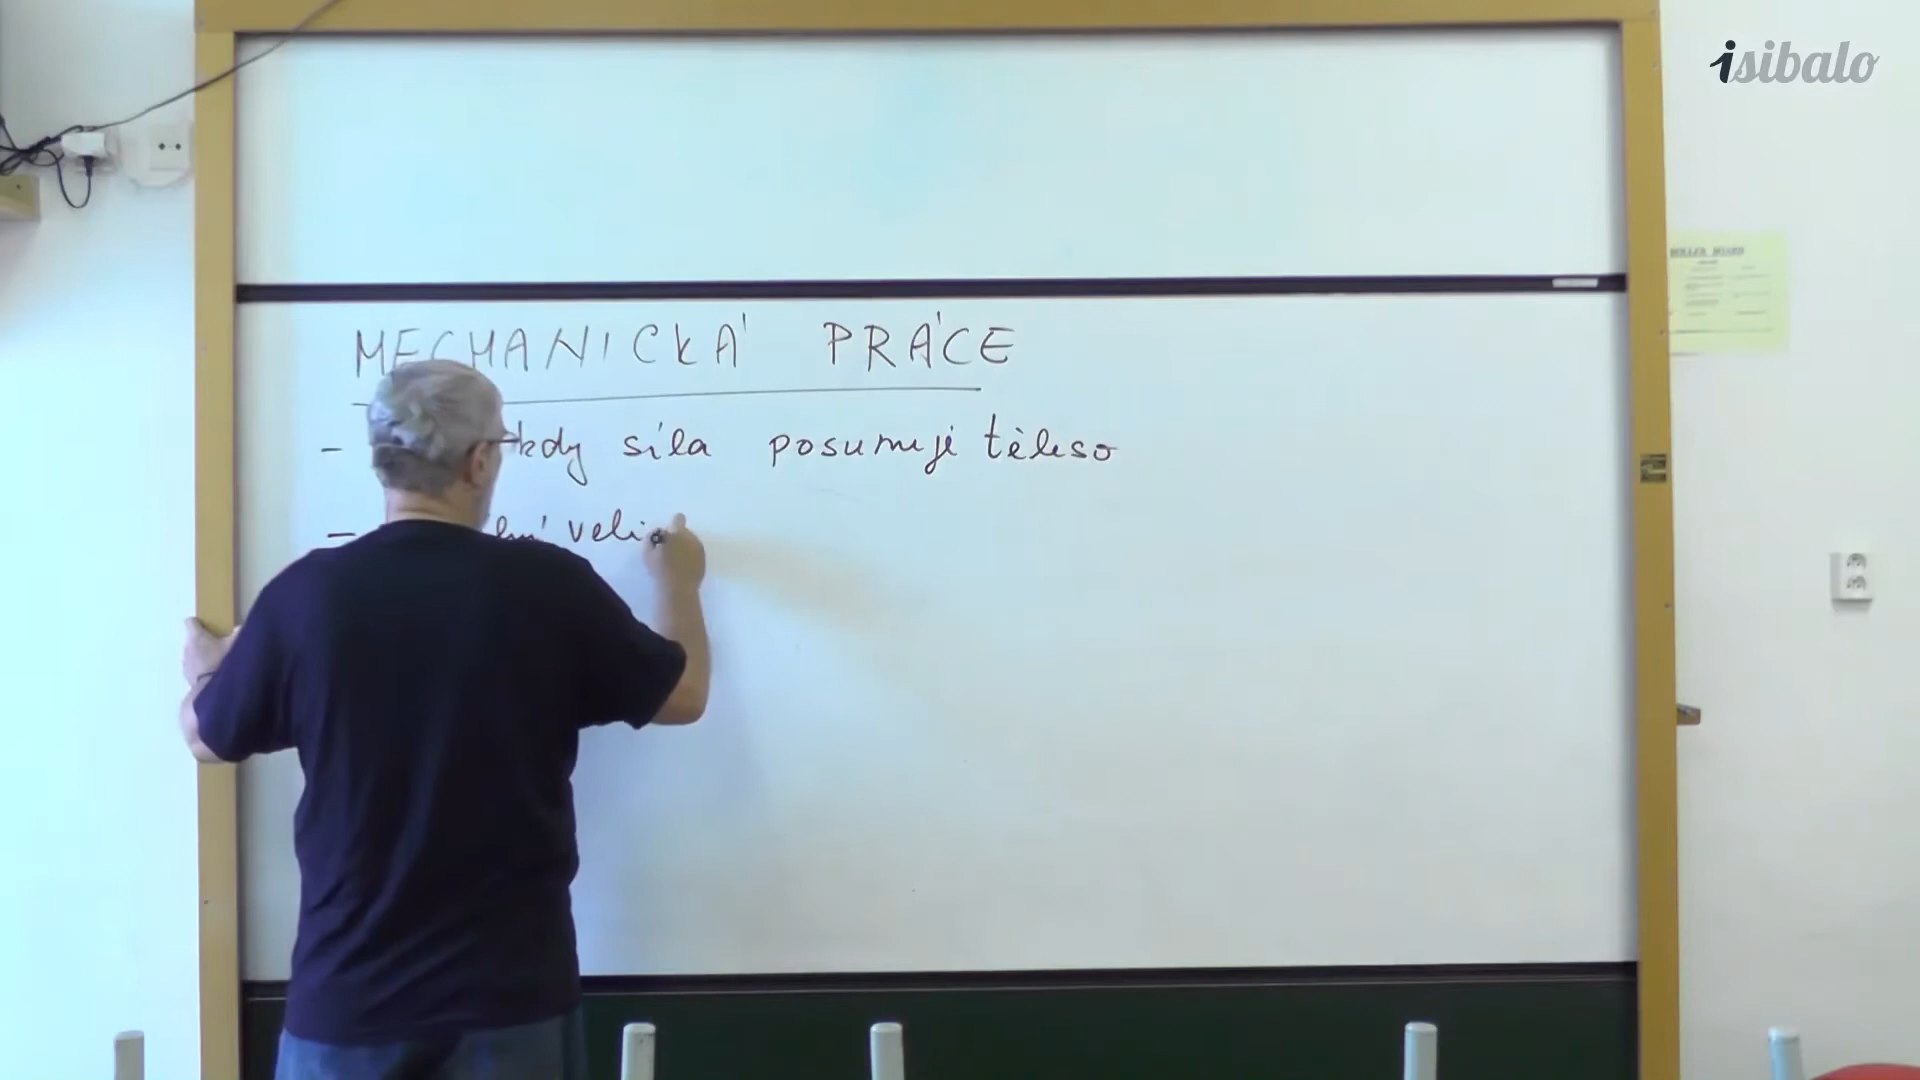 isibalo
MECHANICKÁ PRÁCE
- kdy síla posunuje těleso
- veli